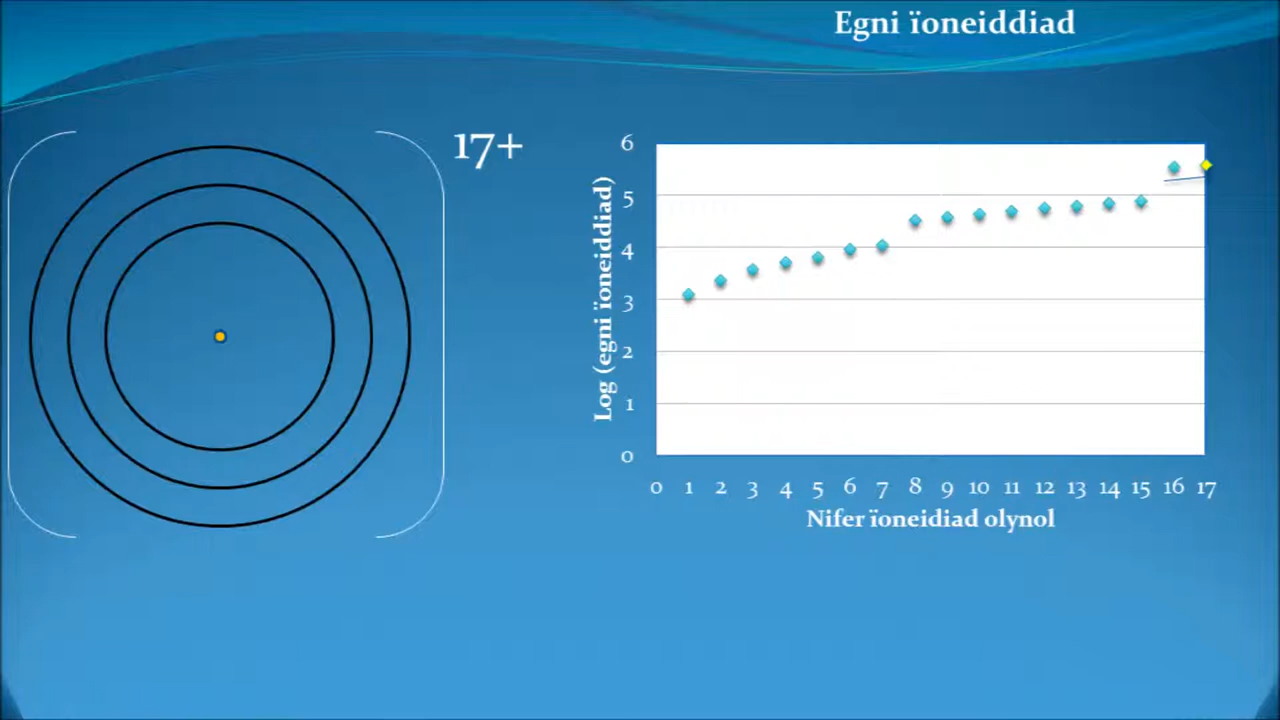 Egni ïoneiddiad
17+
Log (egni ïoneiddiad)
6
5
4
3
2
1
0
0 1 2 3 4 5 6 7 8 9 10 11 12 13 14 15 16 17
Nifer ïoneidiad olynol